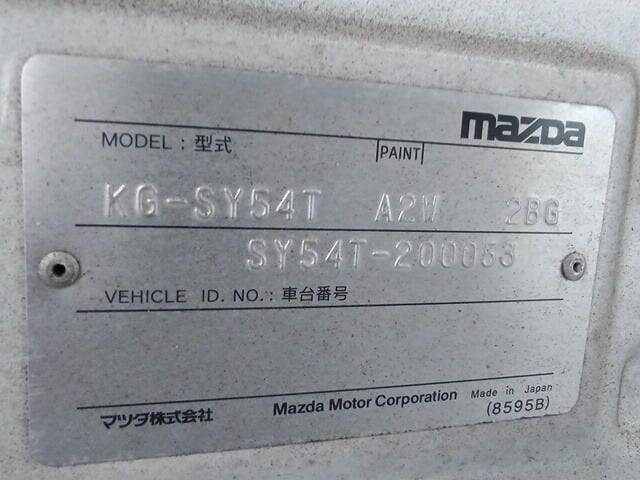 mazda
MODEL : 型式 PAINT
KG-SY54T A2W 2BG
SY54T-200063
VEHICLE ID. NO. : 車台番号
マツダ株式会社 Mazda Motor Corporation Made in Japan
(8595B)